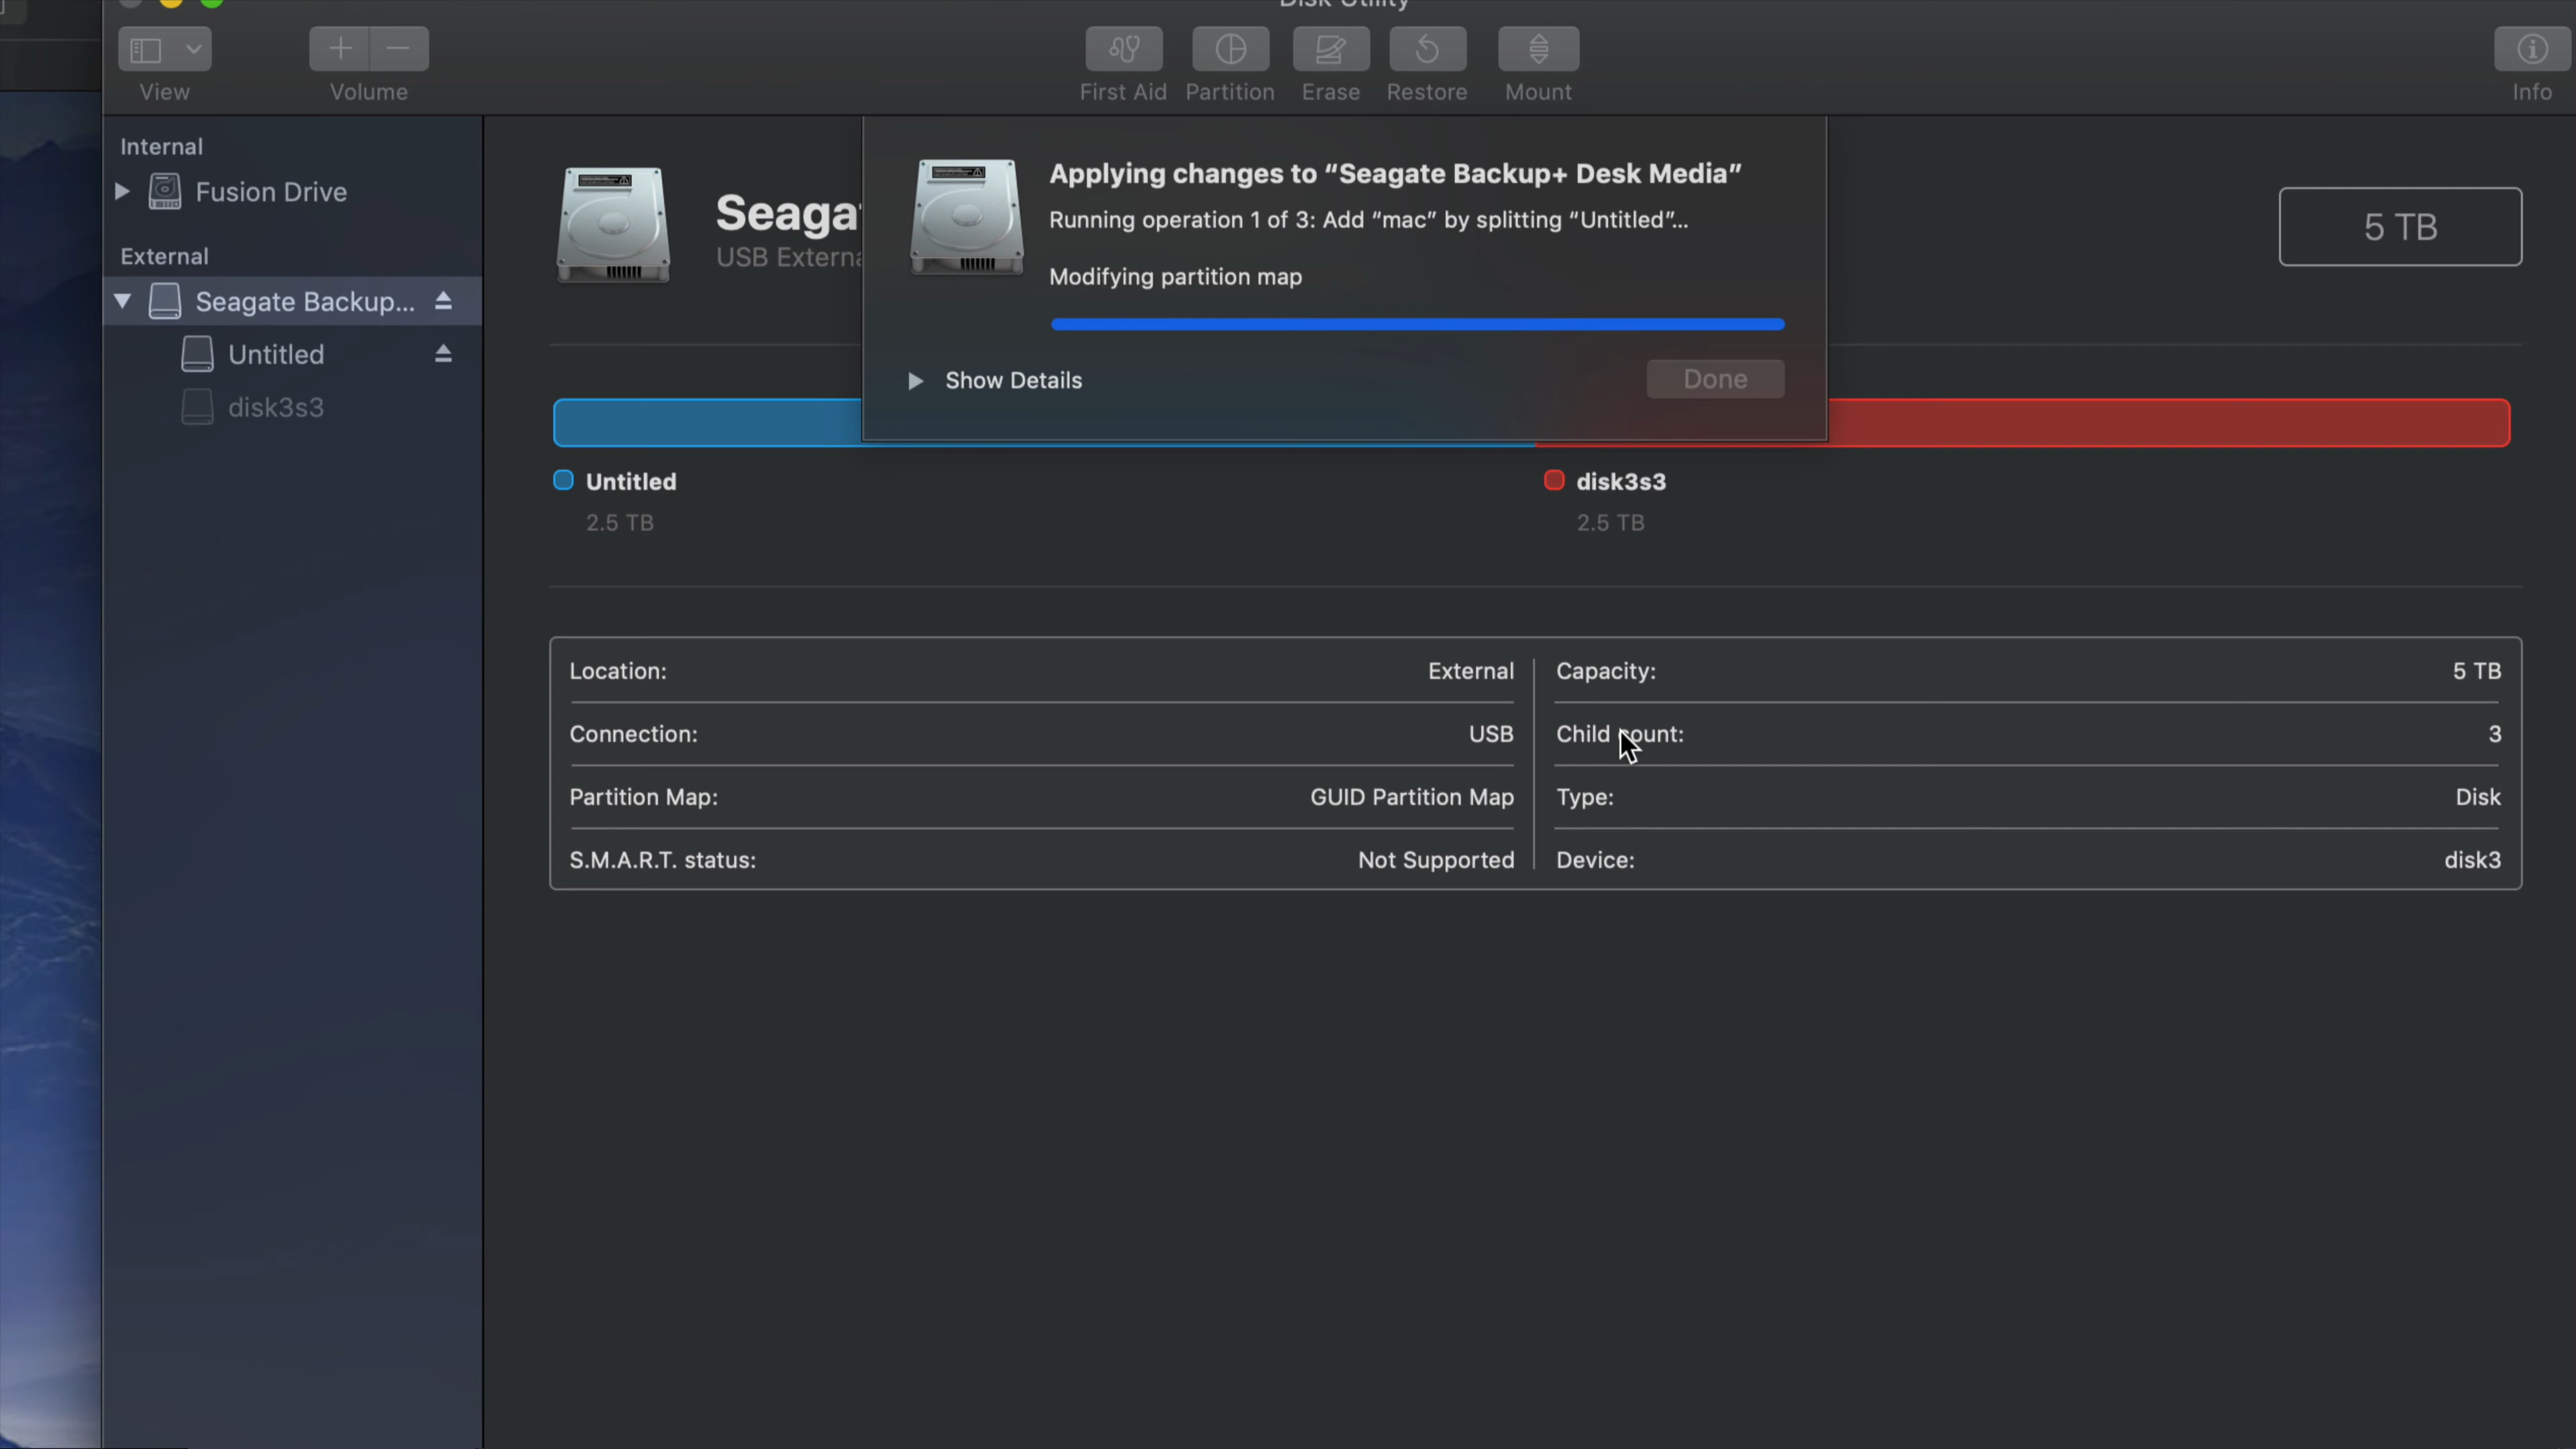 Disk Utility
View
Volume
First Aid
Partition
Erase
Restore
Mount
Info
Internal
Fusion Drive
External
Seagate Backup...
Untitled
disk3s3
USB
Applying changes to “Seagate Backup+ Desk Media”
Running operation 1 of 3: Add “mac” by splitting “Untitled”...
Modifying partition map
Show Details
Done
5 TB
Untitled
2.5 TB
disk3s3
2.5 TB
Location: External
Connection: USB
Partition Map: GUID Partition Map
S.M.A.R.T. status: Not Supported
Capacity: 5 TB
Child count: 3
Type: Disk
Device: disk3